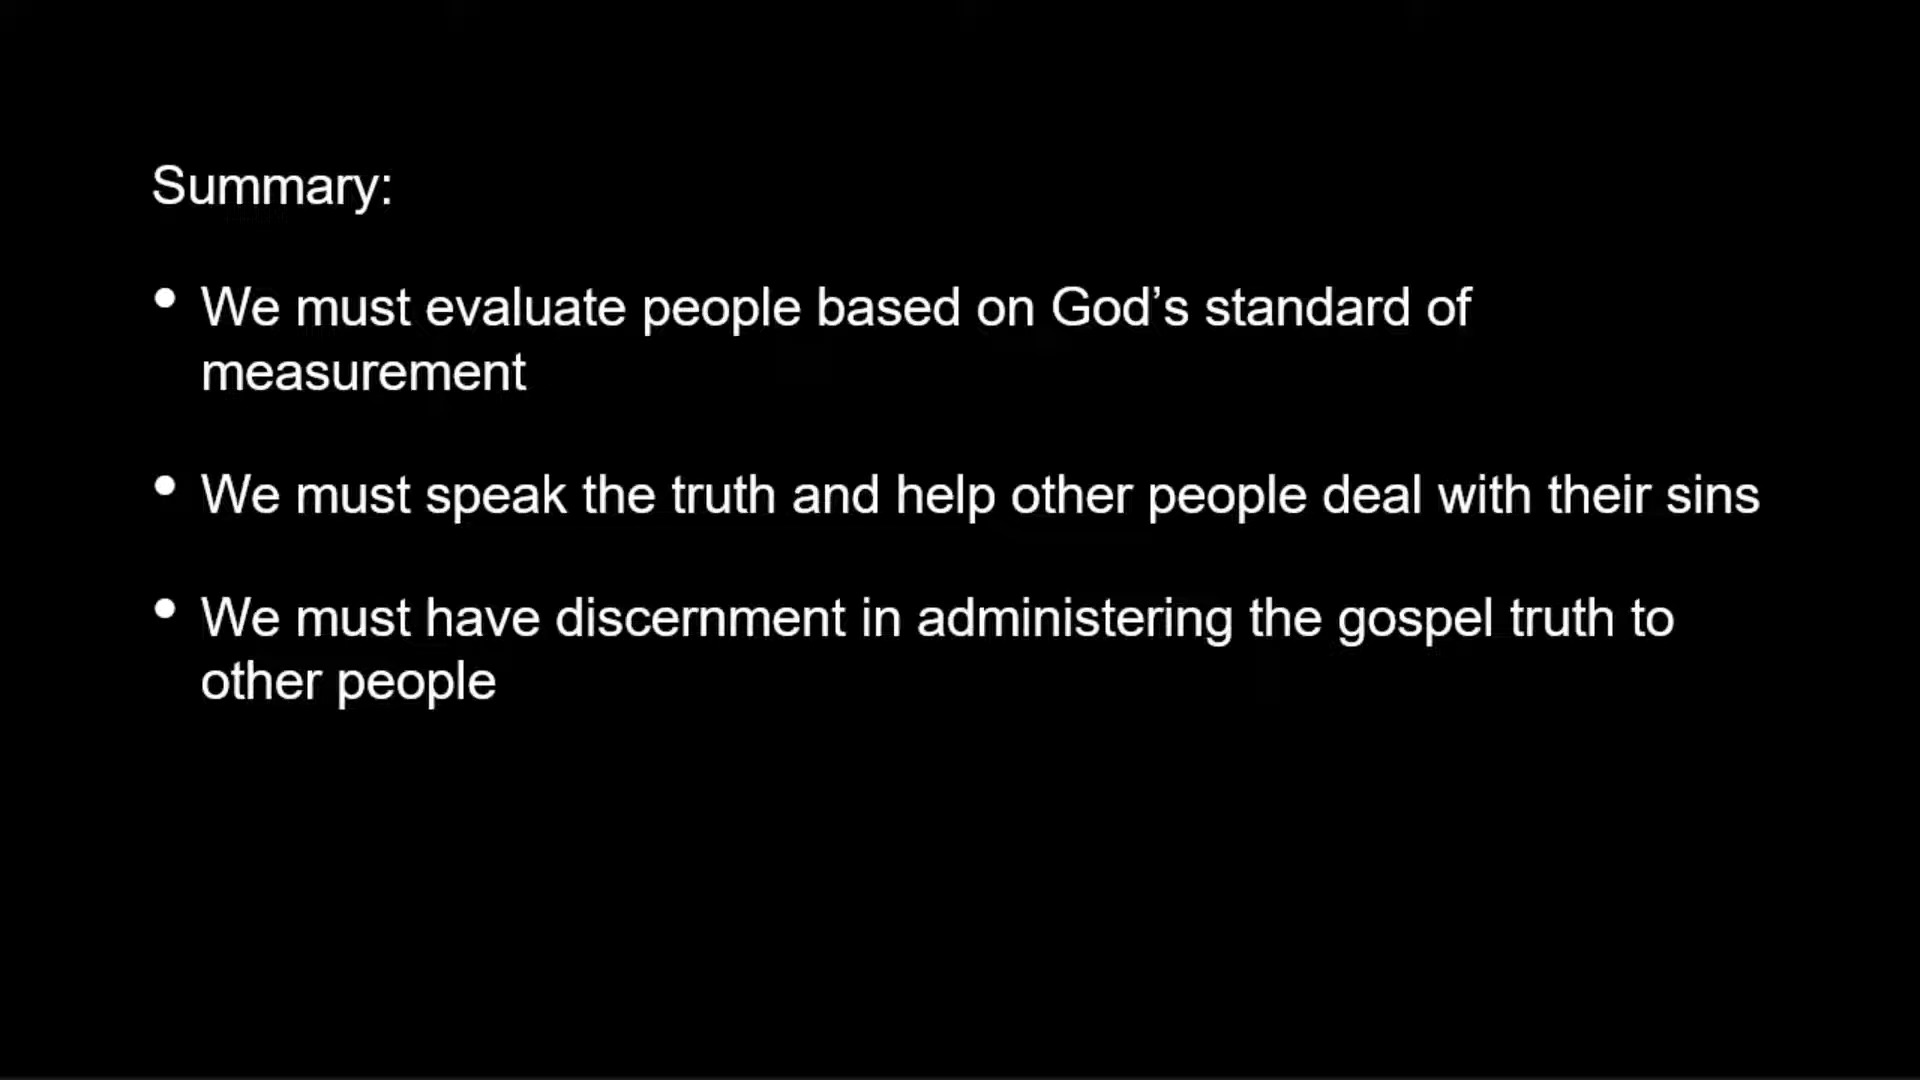 Summary:
• We must evaluate people based on God’s standard of
measurement
• We must speak the truth and help other people deal with their sins
• We must have discernment in administering the gospel truth to
other people